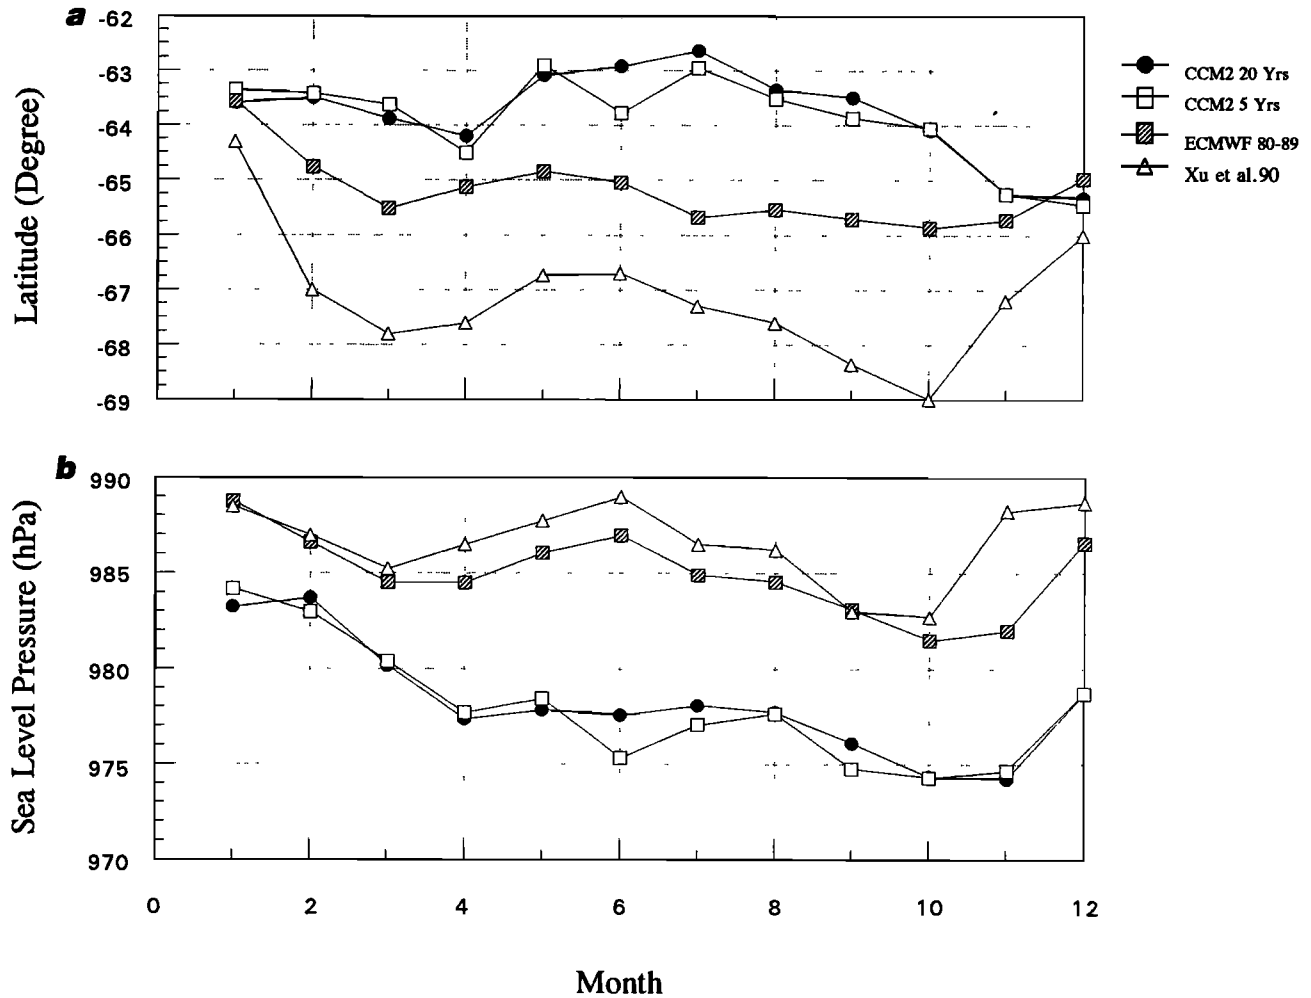 a
-62
-63
-64
-65
-66
-67
-68
-69
Latitude (Degree)
CCM2 20 Yrs
CCM2 5 Yrs
ECMWF 80-89
Xu et al.90
b
990
985
980
975
970
Sea Level Pressure (hPa)
0 2 4 6 8 10 12
Month